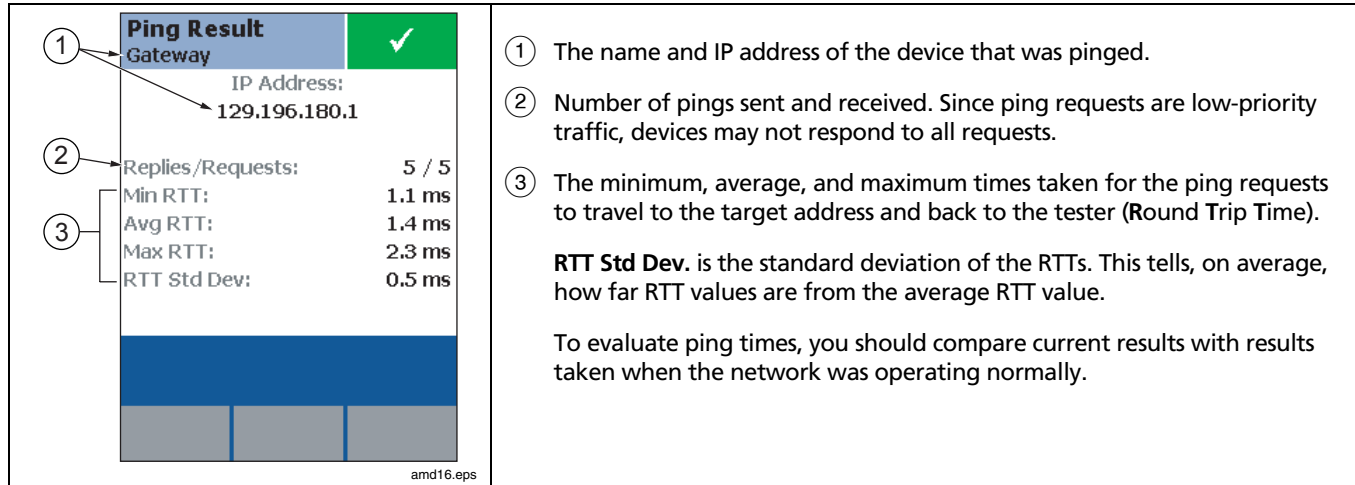 Ping Result
Gateway
✓
IP Address:
129.196.180.1
Replies/Requests: 5 / 5
Min RTT: 1.1 ms
Avg RTT: 1.4 ms
Max RTT: 2.3 ms
RTT Std Dev: 0.5 ms
1
2
3
amd16.eps
1 The name and IP address of the device that was pinged.
2 Number of pings sent and received. Since ping requests are low-priority
traffic, devices may not respond to all requests.
3 The minimum, average, and maximum times taken for the ping requests
to travel to the target address and back to the tester (Round Trip Time).
RTT Std Dev. is the standard deviation of the RTTs. This tells, on average,
how far RTT values are from the average RTT value.
To evaluate ping times, you should compare current results with results
taken when the network was operating normally.